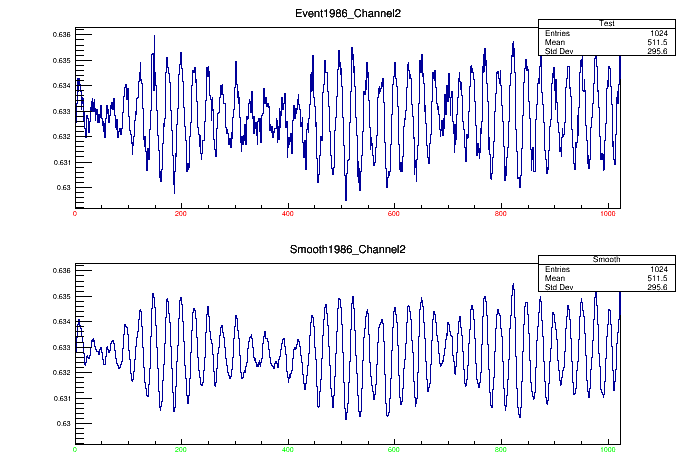 Event1986_Channel2
Test
Entries 1024
Mean 511.5
Std Dev 295.6
0.636
0.635
0.634
0.633
0.632
0.631
0.63
0 200 400 600 800 1000
Smooth1986_Channel2
Smooth
Entries 1024
Mean 511.5
Std Dev 295.6
0.636
0.635
0.634
0.633
0.632
0.631
0.63
0 200 400 600 800 1000